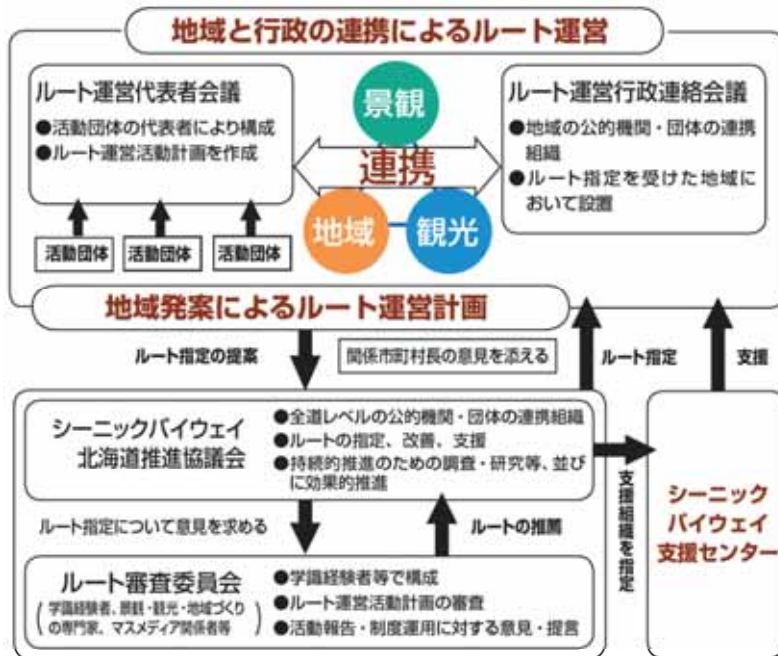 地域と行政の連携によるルート運営
ルート運営代表者会議
●活動団体の代表者により構成
●ルート運営活動計画を作成
活動団体
活動団体
活動団体
景観
連携
地域
観光
ルート運営行政連絡会議
●地域の公的機関・団体の連携
組織
●ルート指定を受けた地域に
おいて設置
地域発案によるルート運営計画
ルート指定の提案
関係市町村長の意見を添える
ルート指定
支援
シーニックバイウェイ
北海道推進協議会
●全道レベルの公的機関・団体の連携組織
●ルートの指定、改善、支援
●持続的推進のための調査・研究等、並び
に効果的推進
支援組織を指定
シーニック
バイウェイ
支援センター
ルート指定について意見を求める
ルートの推薦
ルート審査委員会
(学識経験者、景観・観光・地域づくり
の専門家、マスメディア関係者等)
●学識経験者等で構成
●ルート運営活動計画の審査
●活動報告・制度運用に対する意見・提言